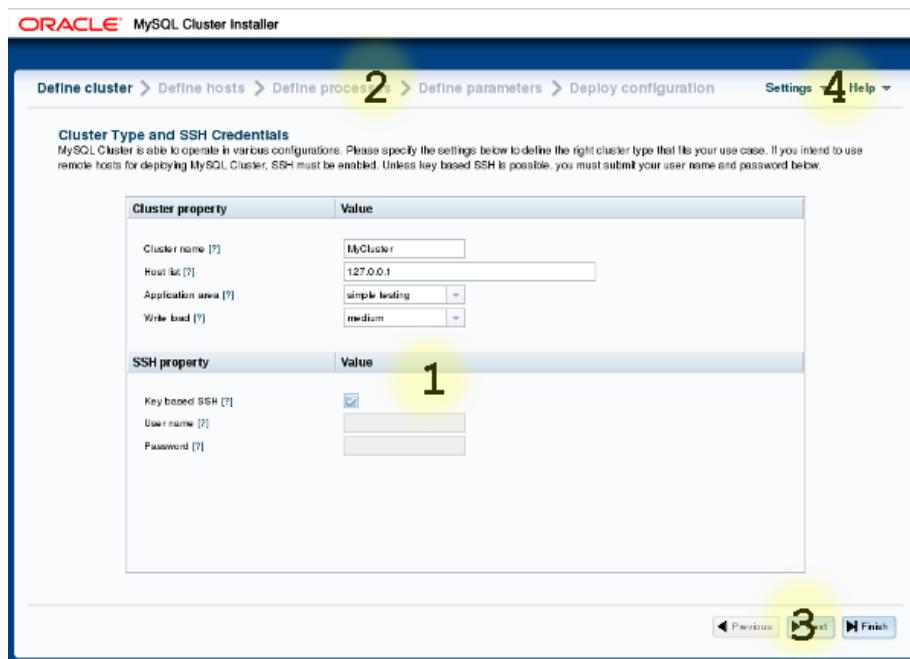 ORACLE® MySQL Cluster Installer
Define cluster > Define hosts > Define processes > Define parameters > Deploy configuration Settings Help
2
4
Cluster Type and SSH Credentials
MySQL Cluster is able to operate in various configurations. Please specify the settings below to define the right cluster type that fits your use case. If you intend to use
remote hosts for deploying MySQL Cluster, SSH must be enabled. Unless key based SSH is possible, you must submit your user name and password below.
Cluster property Value
Cluster name [?] MyCluster
Host list [?] 127.0.0.1
Application area [?] simple testing
Write load [?] medium
SSH property Value
1
Key based SSH [?]
User name [?]
Password [?]
Previous Next Finish
3